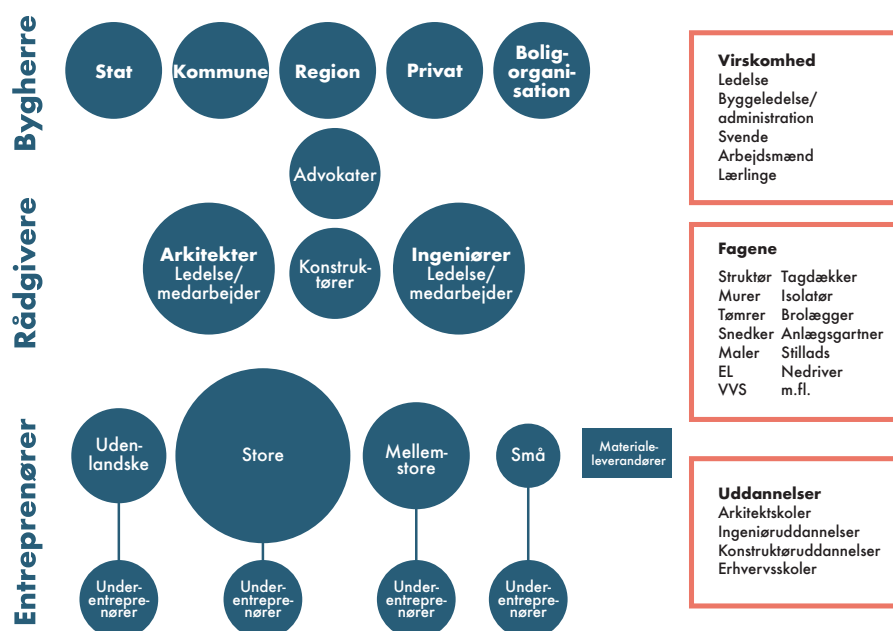 Bygherre
Stat
Kommune
Region
Privat
Bolig-
organi-
sation
Rådgivere
Advokater
Arkitekter
Ledelse/
medarbejder
Konstruk-
tører
Ingeniører
Ledelse/
medarbejder
Entreprenører
Uden-
landske
Store
Mellem-
store
Små
Materiale-
leverandører
Under-
entrepre-
nører
Under-
entrepre-
nører
Under-
entrepre-
nører
Under-
entrepre-
nører
Virskomhed
Ledelse
Byggeledelse/
administration
Svende
Arbejdsmænd
Lærlinge
Fagene
Struktør Tagdækker
Murer Isolatør
Tømrer Brolægger
Snedker Anlægsgartner
Maler Stillads
EL Nedriver
VVS m.fl.
Uddannelser
Arkitektskoler
Ingeniøruddannelser
Konstruktøruddannelser
Erhvervsskoler